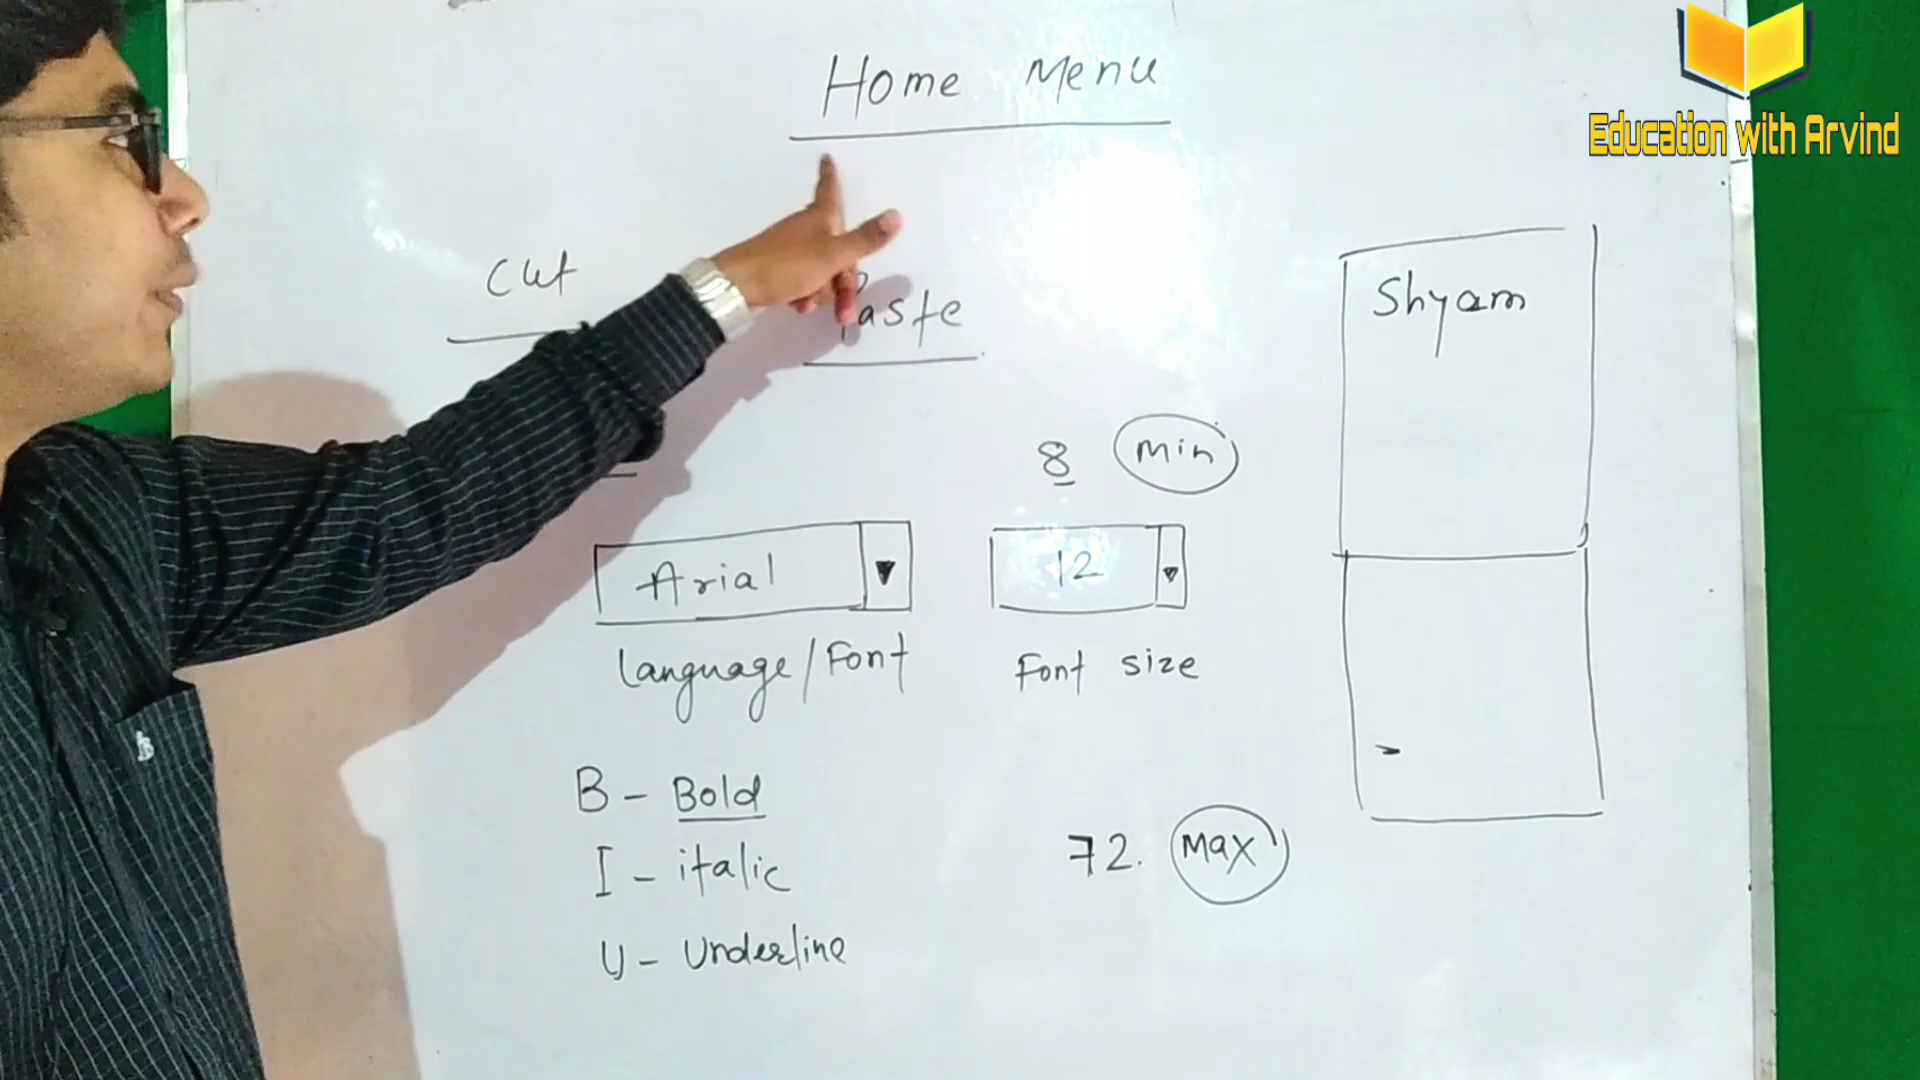 Home Menu
Education with Arvind
Cut
Paste
Shyam
8 Min
Arial
12
Language/Font
Font size
B - Bold
I - italic
72. Max
U - Underline